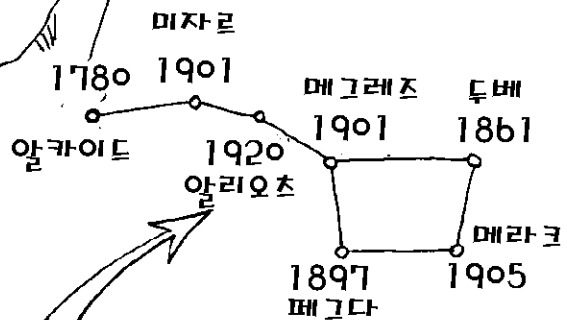 미자르
1780
1901
알카이드
1920
알리오츠
메그레즈
1901
두베
1861
메라크
1905
1897
페그다